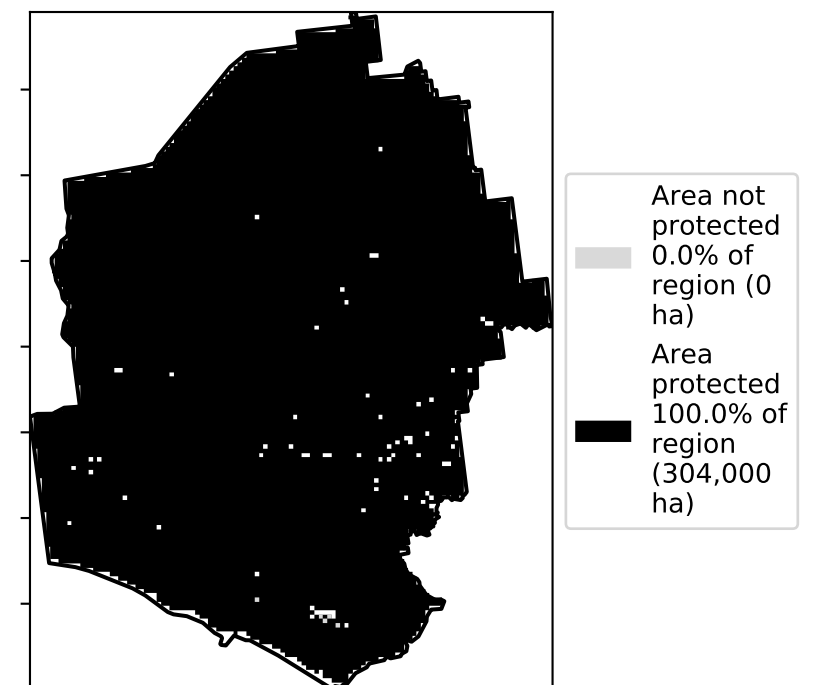 Area not
protected
0.0% of
region (0
ha)
Area
protected
100.0% of
region
(304,000
ha)